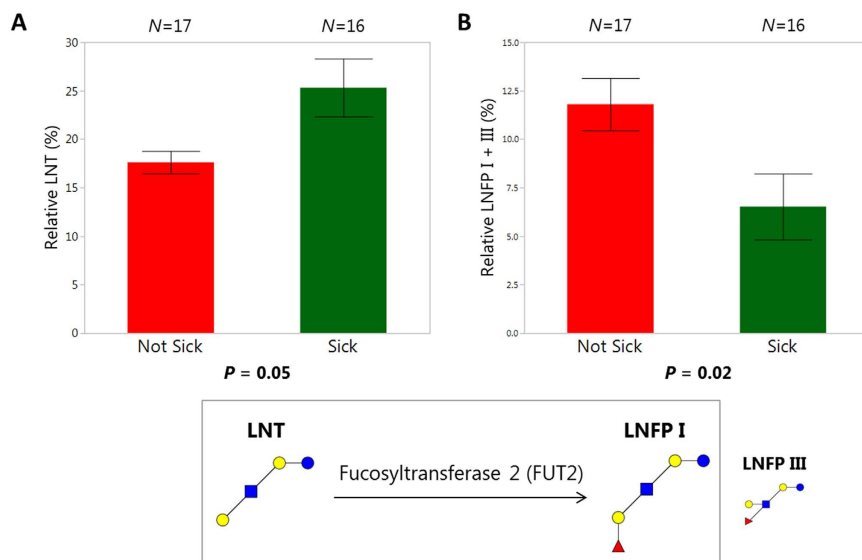 A
N=17 N=16
30
25
20
15
10
5
0
Relative LNT (%)
Not Sick Sick
P = 0.05
B
N=17 N=16
15.0
12.5
10.0
7.5
5.0
2.5
0.0
Relative LNFP I + III (%)
Not Sick Sick
P = 0.02
LNT
Fucosyltransferase 2 (FUT2)
LNFP I
LNFP III